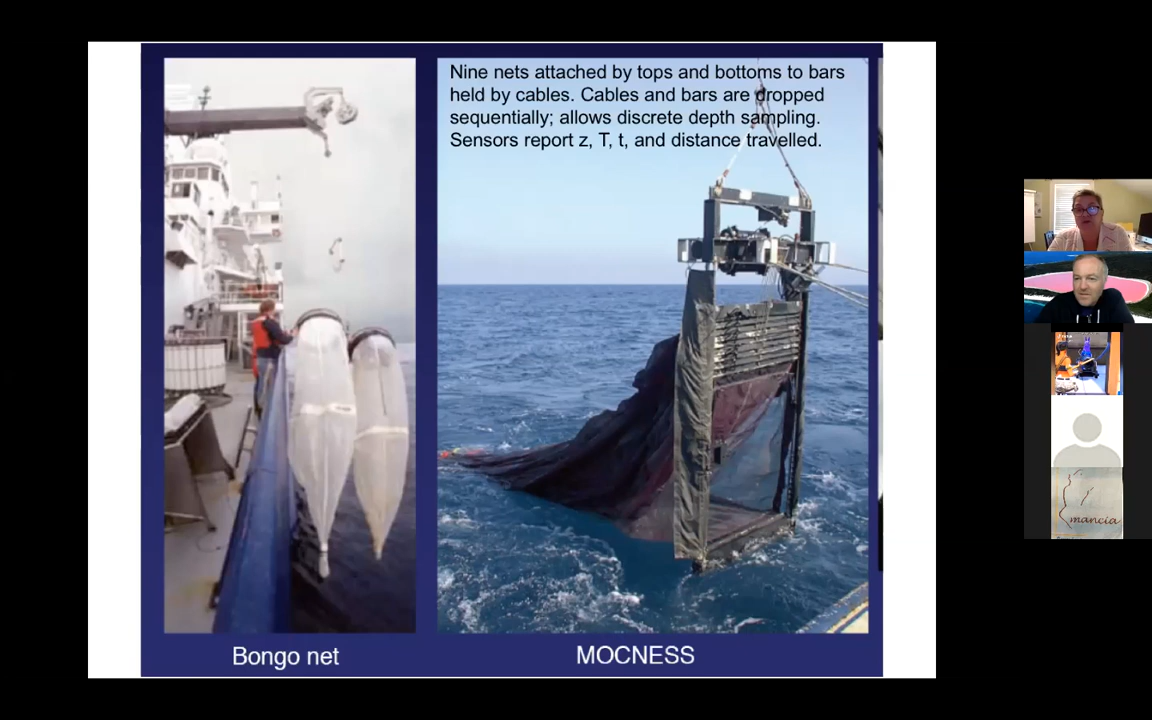 Nine nets attached by tops and bottoms to bars
held by cables. Cables and bars are dropped
sequentially; allows discrete depth sampling.
Sensors report z, T, t, and distance travelled.
Bongo net
MOCNESS
mancia